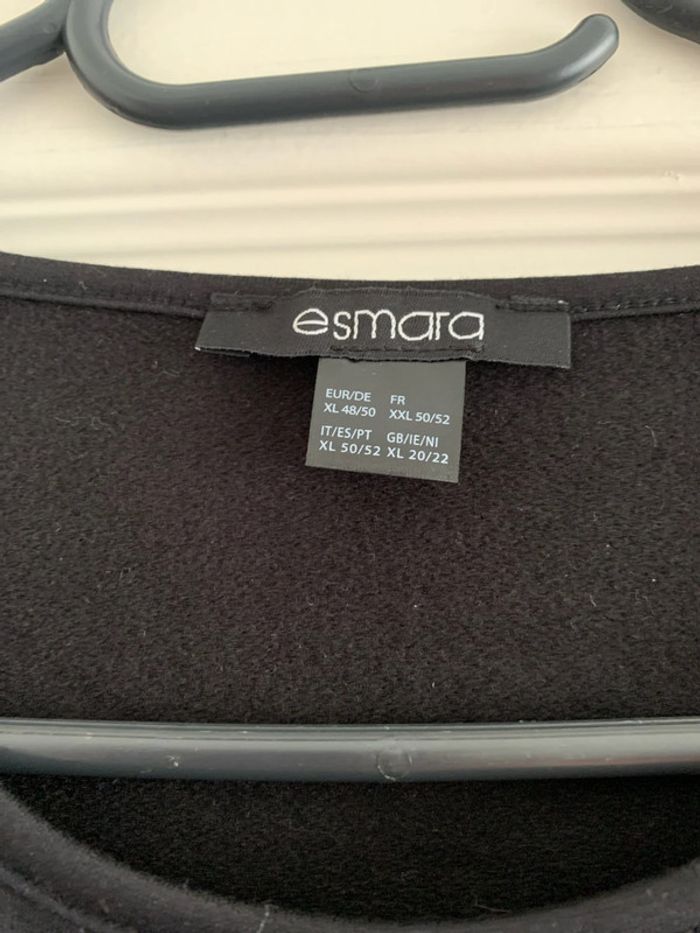 esmara
EUR/DE FR
XL 48/50 XXL 50/52
IT/ES/PT GB/IE/NI
XL 50/52 XL 20/22